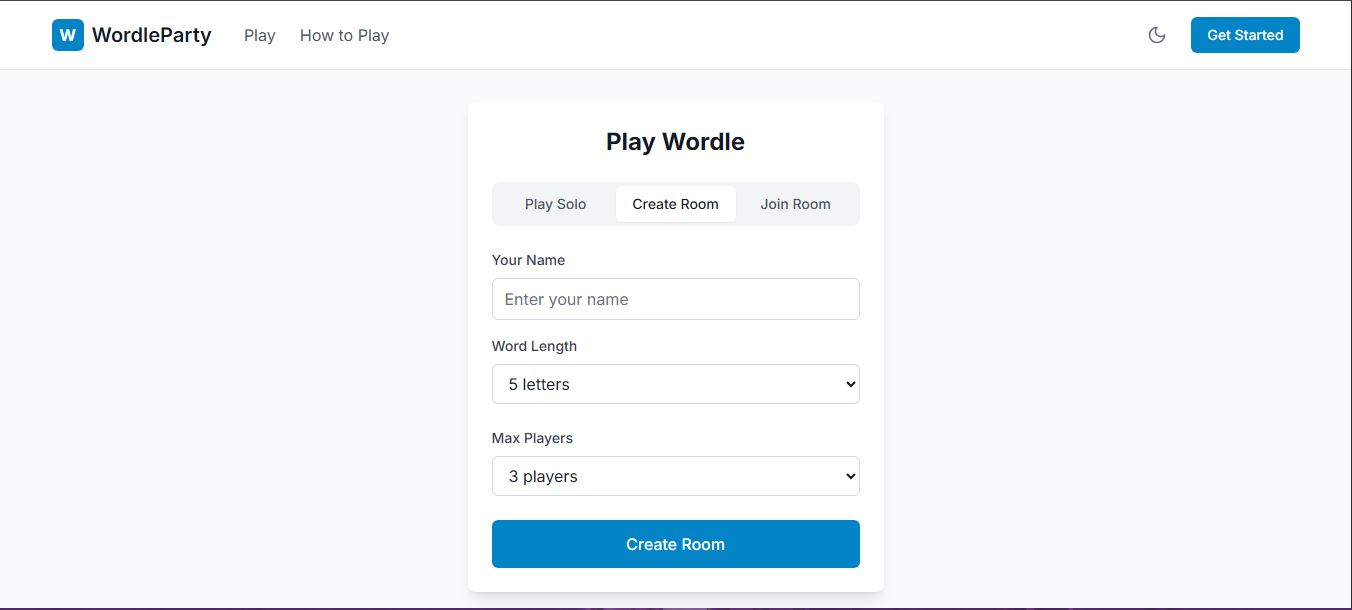 W WordleParty Play How to Play Get Started
Play Wordle
Play Solo Create Room Join Room
Your Name
Enter your name
Word Length
5 letters
Max Players
3 players
Create Room